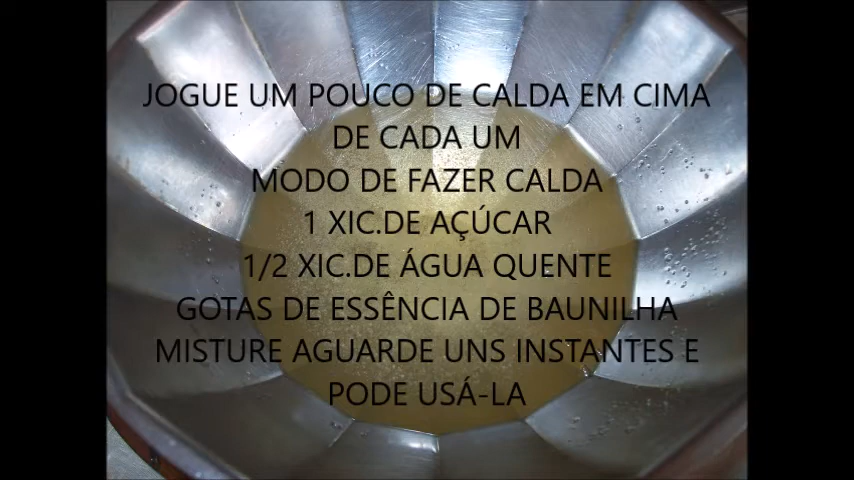 JOGUE UM POUCO DE CALDA EM CIMA
DE CADA UM
MODO DE FAZER CALDA
1 XIC.DE AÇÚCAR
1/2 XIC.DE ÁGUA QUENTE
GOTAS DE ESSÊNCIA DE BAUNILHA
MISTURE AGUARDE UNS INSTANTES E
PODE USÁ-LA